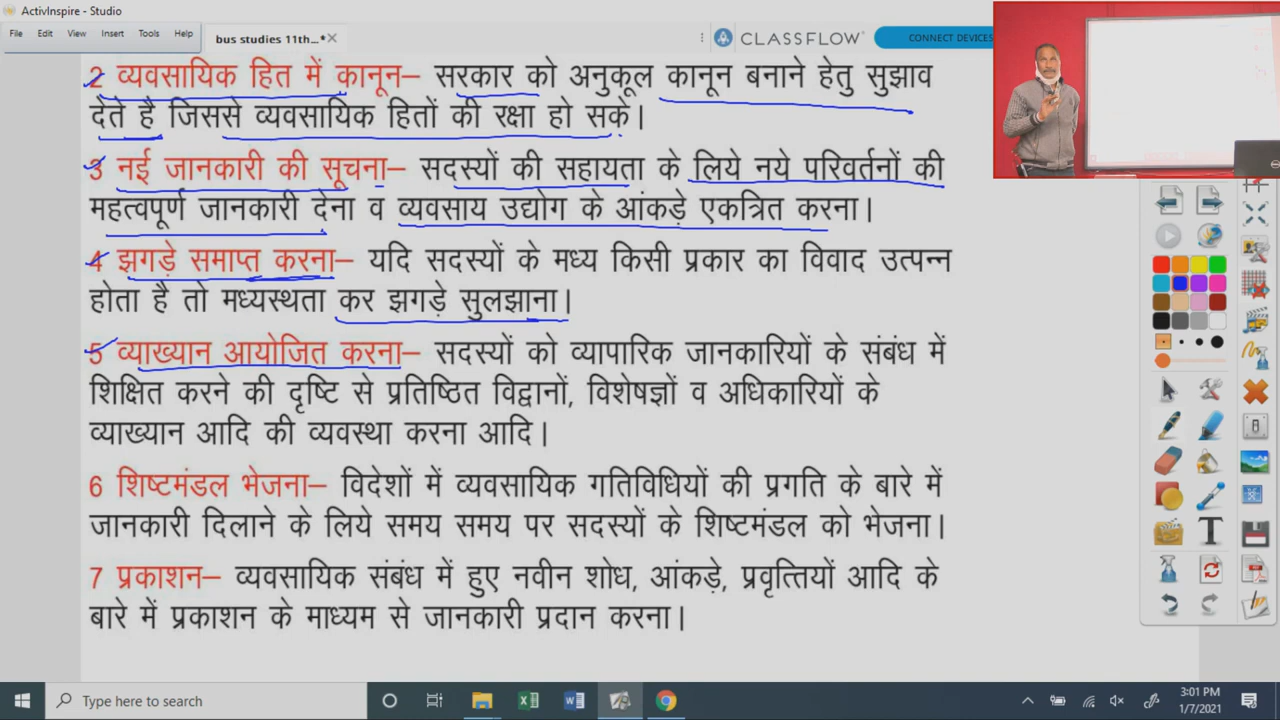 ActivInspire - Studio
File Edit View Insert Tools Help
bus studies 11th...*
CLASSFLOW
CONNECT DEVICES
2 व्यवसायिक हित में कानून– सरकार को अनुकूल कानून बनाने हेतु सुझाव
देते है जिससे व्यवसायिक हितों की रक्षा हो सके।
3 नई जानकारी की सूचना– सदस्यों की सहायता के लिये नये परिवर्तनों की
महत्वपूर्ण जानकारी देना व व्यवसाय उद्योग के आंकड़े एकत्रित करना।
4 झगड़े समाप्त करना– यदि सदस्यों के मध्य किसी प्रकार का विवाद उत्पन्न
होता है तो मध्यस्थता कर झगड़े सुलझाना।
5 व्याख्यान आयोजित करना– सदस्यों को व्यापारिक जानकारियों के संबंध में
शिक्षित करने की दृष्टि से प्रतिष्ठित विद्वानों, विशेषज्ञों व अधिकारियों के
व्याख्यान आदि की व्यवस्था करना आदि।
6 शिष्टमंडल भेजना– विदेशों में व्यवसायिक गतिविधियों की प्रगति के बारे में
जानकारी दिलाने के लिये समय समय पर सदस्यों के शिष्टमंडल को भेजना।
7 प्रकाशन– व्यवसायिक संबंध में हुए नवीन शोध, आंकड़े, प्रवृत्तियों आदि के
बारे में प्रकाशन के माध्यम से जानकारी प्रदान करना।
Type here to search
3:01 PM
1/7/2021